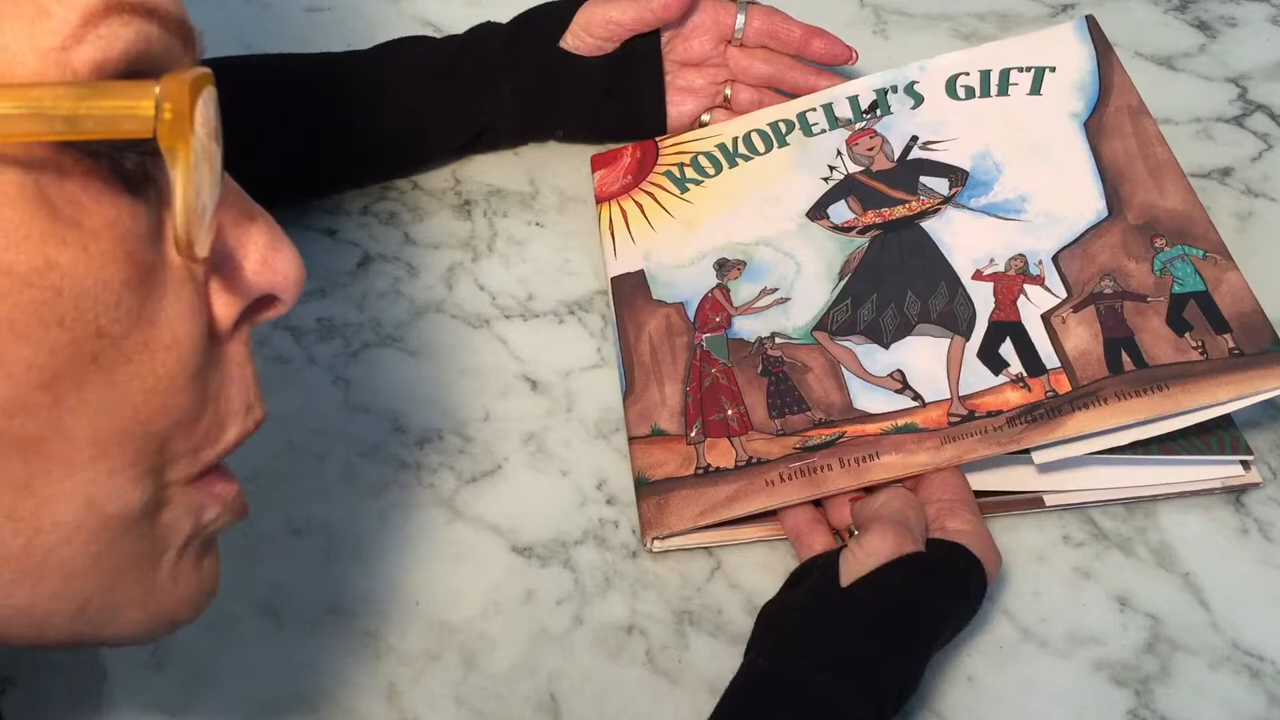 KOKOPELLI'S GIFT
by Kathleen Bryant
illustrated by Michelle Tsosie Sisneros